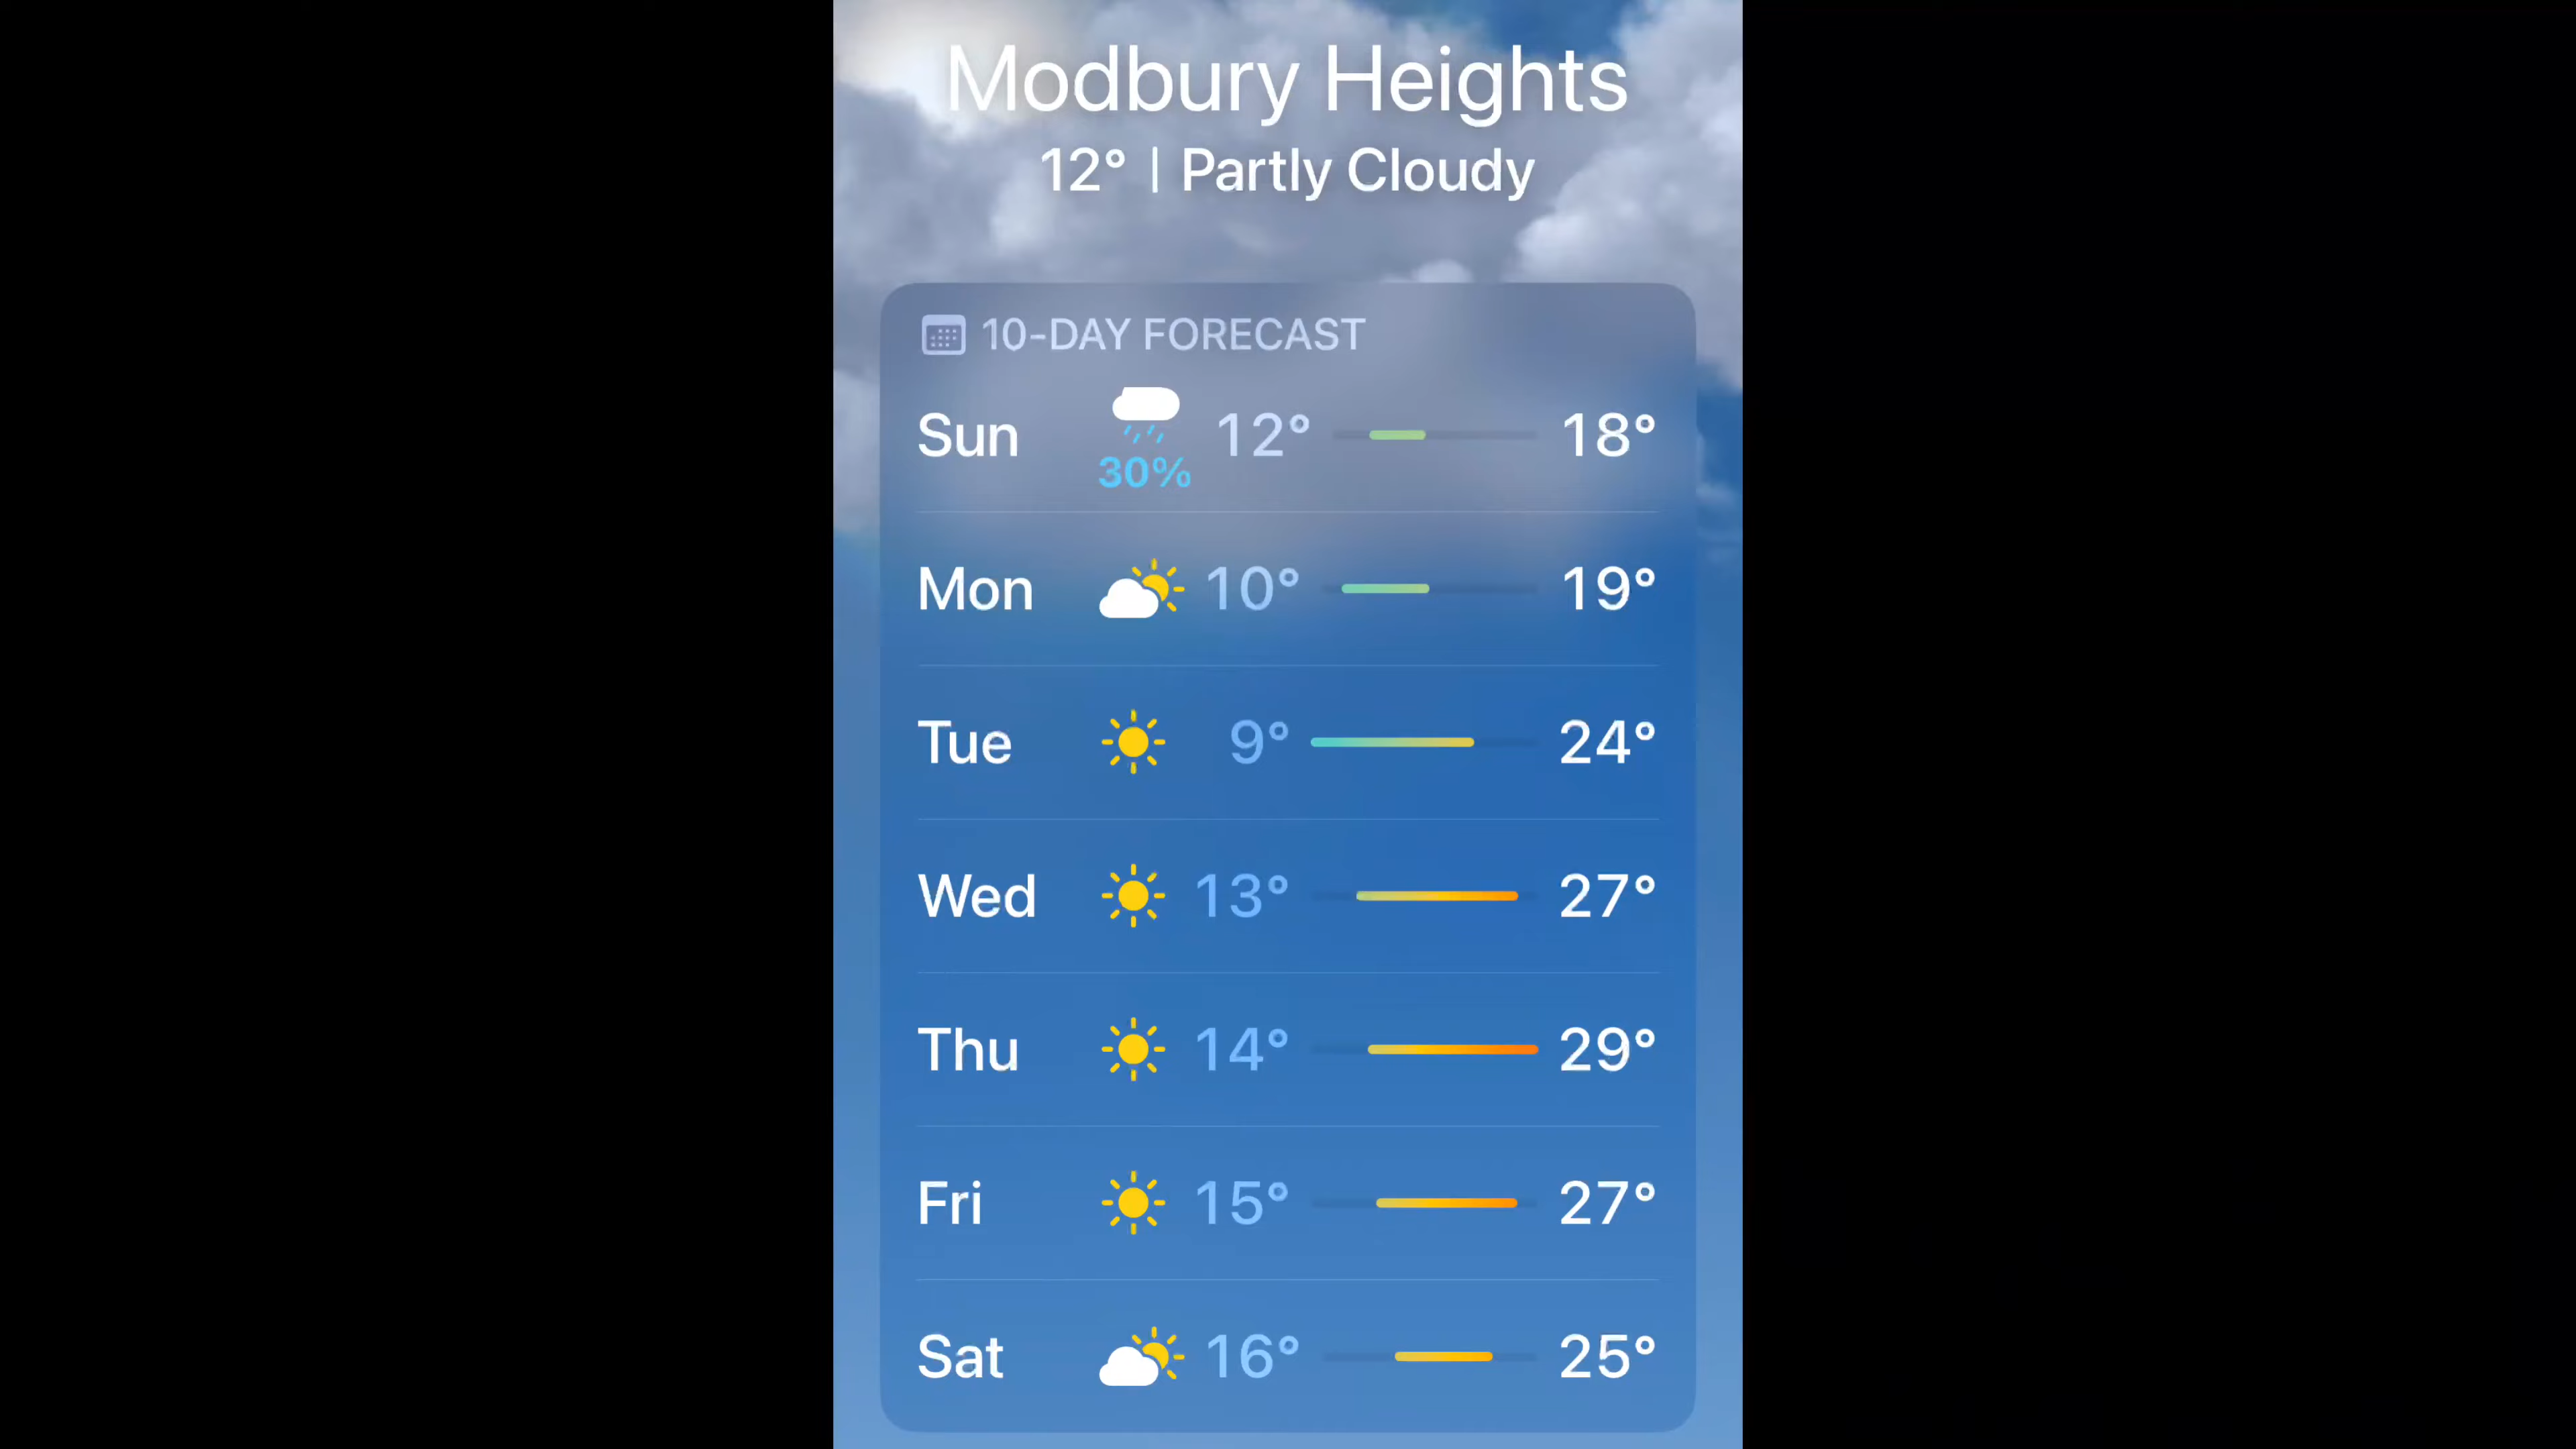 Modbury Heights
12° | Partly Cloudy
10-DAY FORECAST
Sun 12° 18°
30%
Mon 10° 19°
Tue 9° 24°
Wed 13° 27°
Thu 14° 29°
Fri 15° 27°
Sat 16° 25°